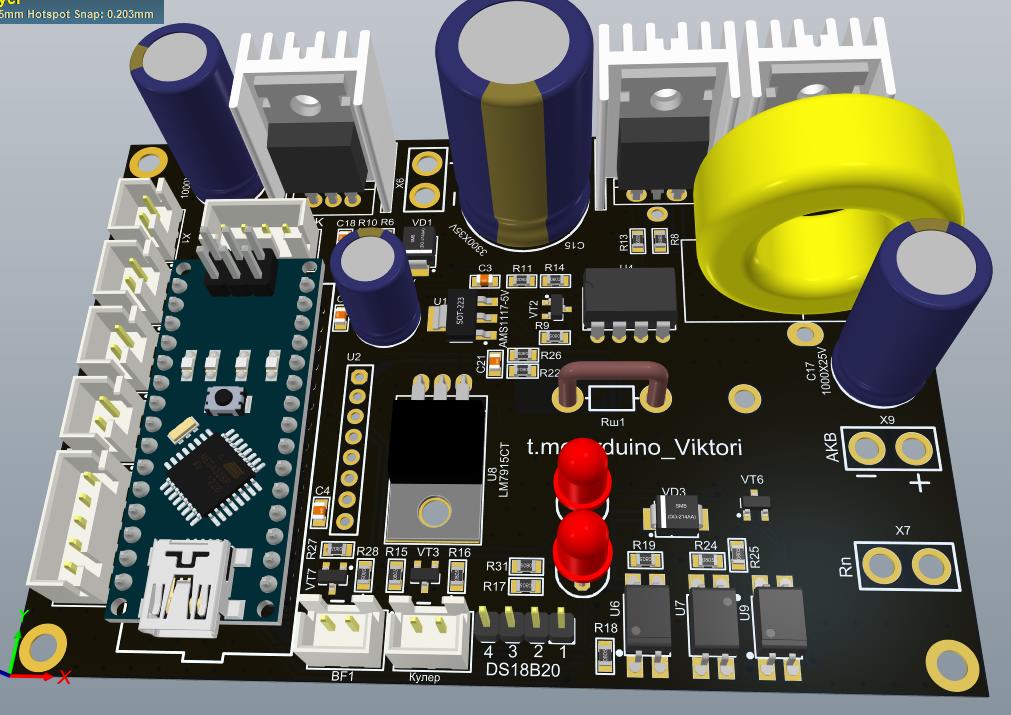 5mm Hotspot Snap: 0.203mm
X6
C18 R10 R6
VD1
X1
K
3300X35V
C15
R13
R8
C3
R11
R14
U1
SOT-223
AMS1117-5V
VT2
R9
C21
R26
R22
U2
Rш1
C17
1000X25V
U8
LM7915CT
X9
AKB
— +
VD3
VT6
SMB
(DO-214AA)
X7
Rn
C4
R27
R28
R15
VT3
R16
VT7
R31
R17
R19
R24
R25
U6
U7
U9
R18
4 3 2 1
DS18B20
BF1
Кулер
Y
X